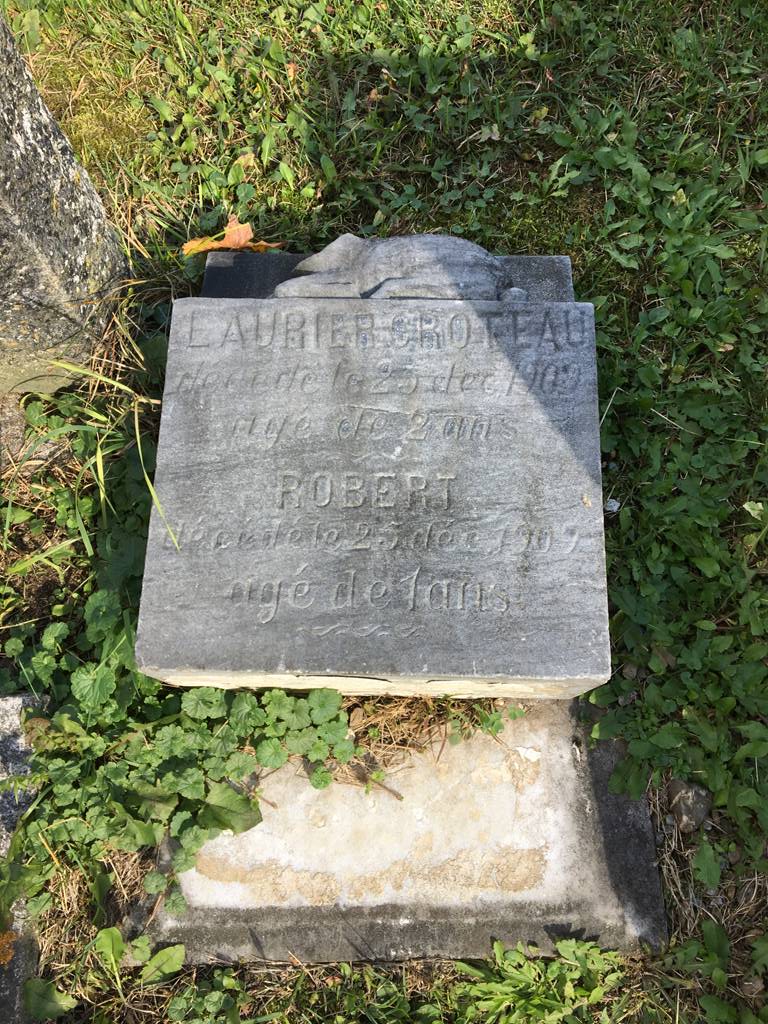 LAURIER CROTEAU
décédé le 25 déc 1909
agé de 2 ans
ROBERT
décédé le 25 déc 1909
agé de 1 ans